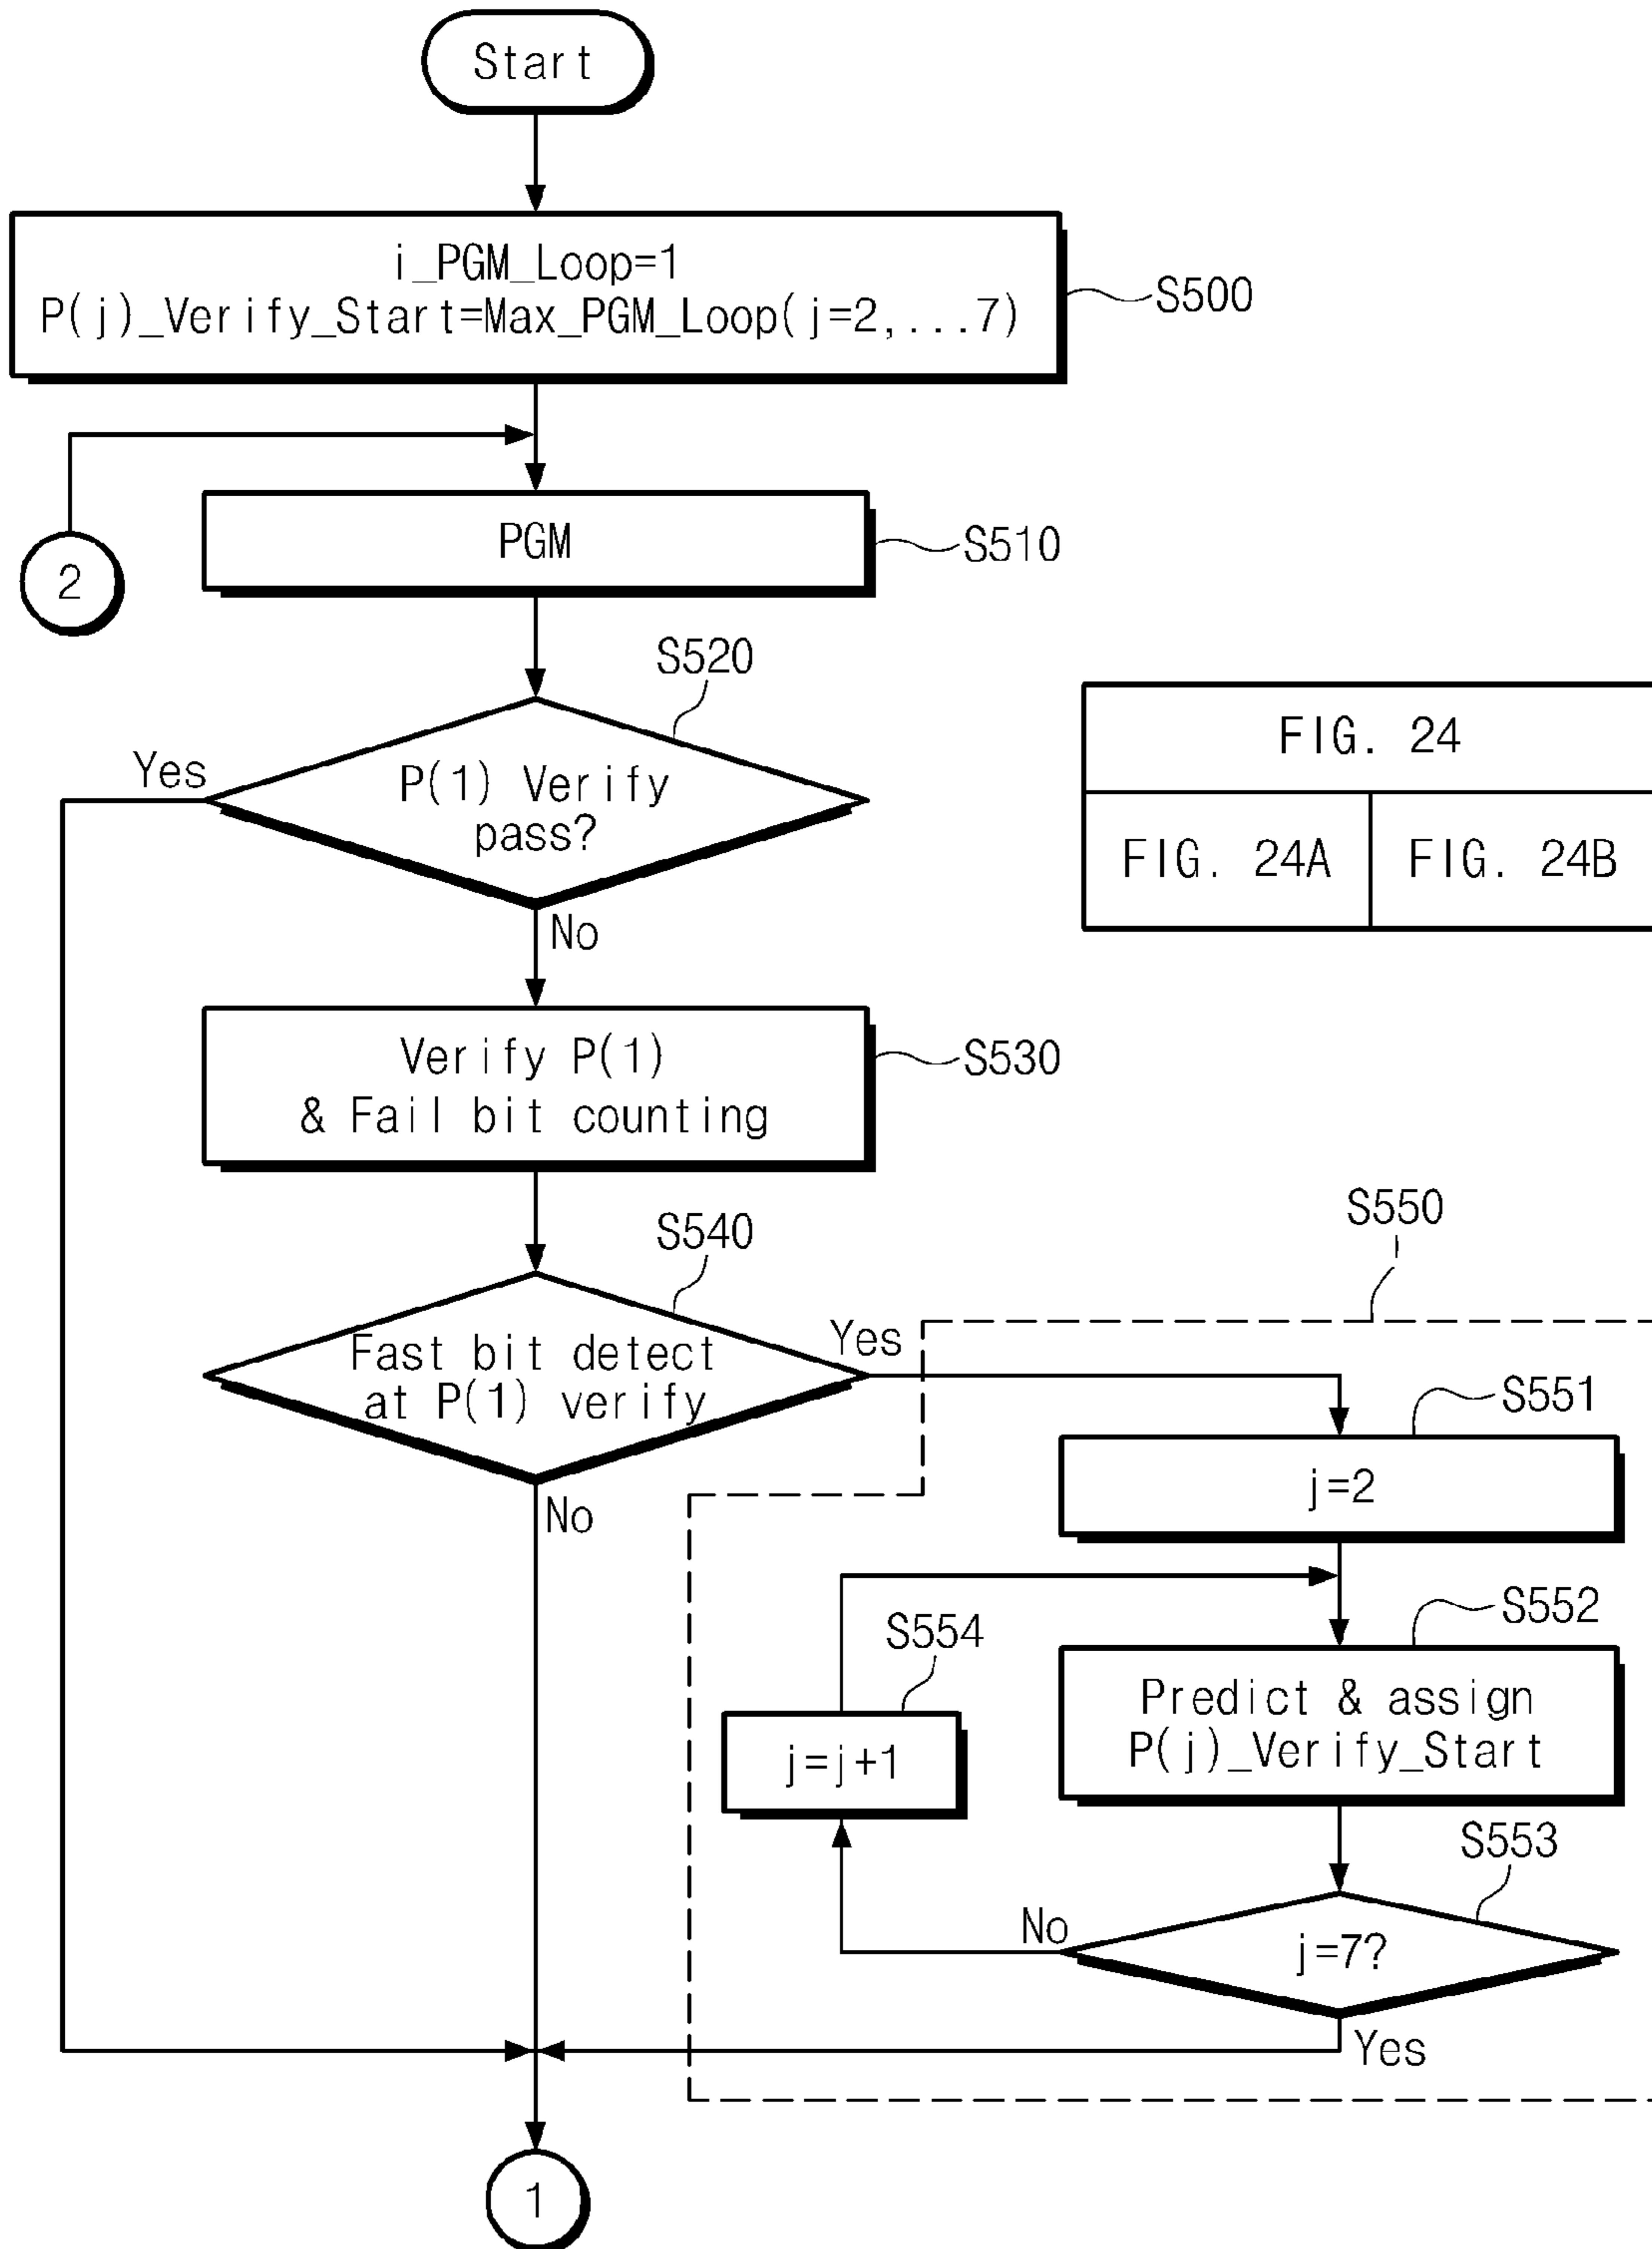 Start
i_PGM_Loop=1
P(j)_Verify_Start=Max_PGM_Loop(j=2,...7)
S500
2
PGM
S510
S520
Yes
P(1) Verify
pass?
No
FIG. 24
FIG. 24A
FIG. 24B
Verify P(1)
& Fail bit counting
S530
S540
Fast bit detect
at P(1) verify
Yes
No
S550
S551
j=2
S552
Predict & assign
P(j)_Verify_Start
S554
j=j+1
S553
j=7?
No
Yes
1